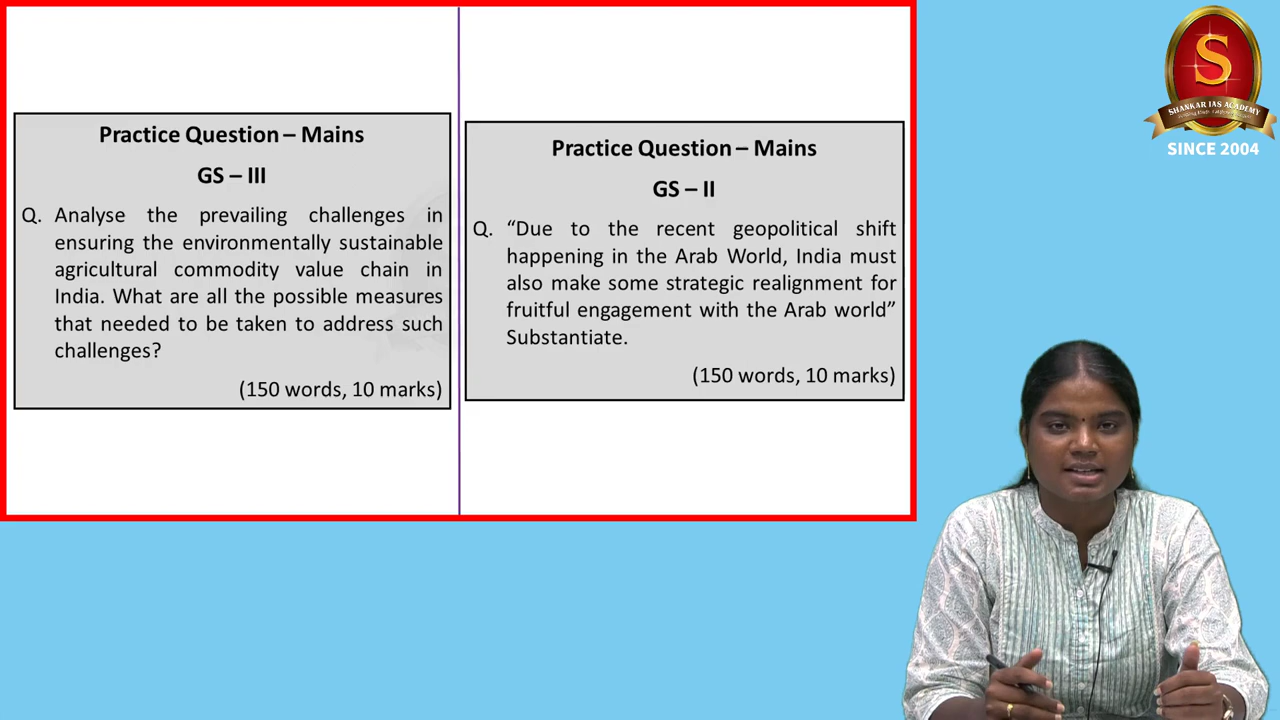 Practice Question – Mains
GS – III
Q. Analyse the prevailing challenges in
ensuring the environmentally sustainable
agricultural commodity value chain in
India. What are all the possible measures
that needed to be taken to address such
challenges?
(150 words, 10 marks)
Practice Question – Mains
GS – II
Q. “Due to the recent geopolitical shift
happening in the Arab World, India must
also make some strategic realignment for
fruitful engagement with the Arab world”
Substantiate.
(150 words, 10 marks)
S
SHANKAR IAS ACADEMY
SINCE 2004